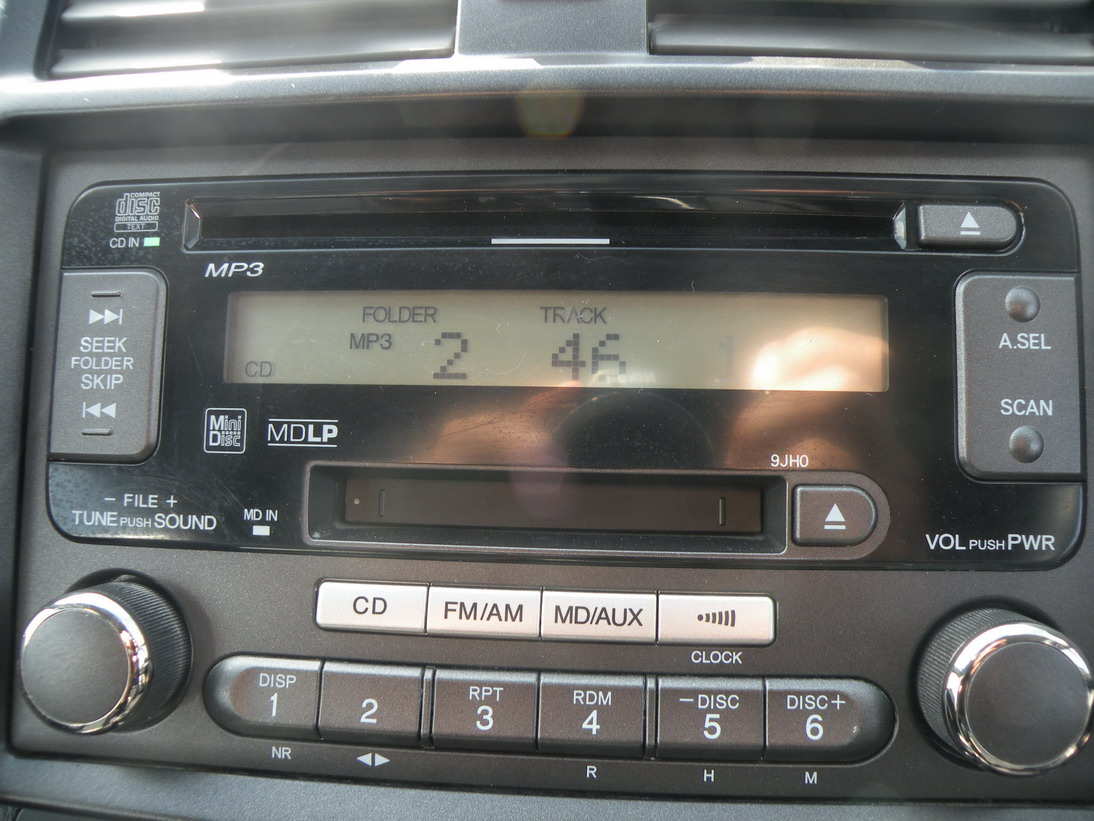 COMPACT
disc
DIGITAL AUDIO
TEXT
CD IN
MP3
SEEK
FOLDER
SKIP
FOLDER TRACK
MP3 2 46
CD
A.SEL
SCAN
Mini
Disc
MDLP
9JH0
− FILE +
TUNE PUSH SOUND
MD IN
VOL PUSH PWR
CD FM/AM MD/AUX
CLOCK
DISP RPT RDM −DISC DISC+
1 2 3 4 5 6
NR R H M